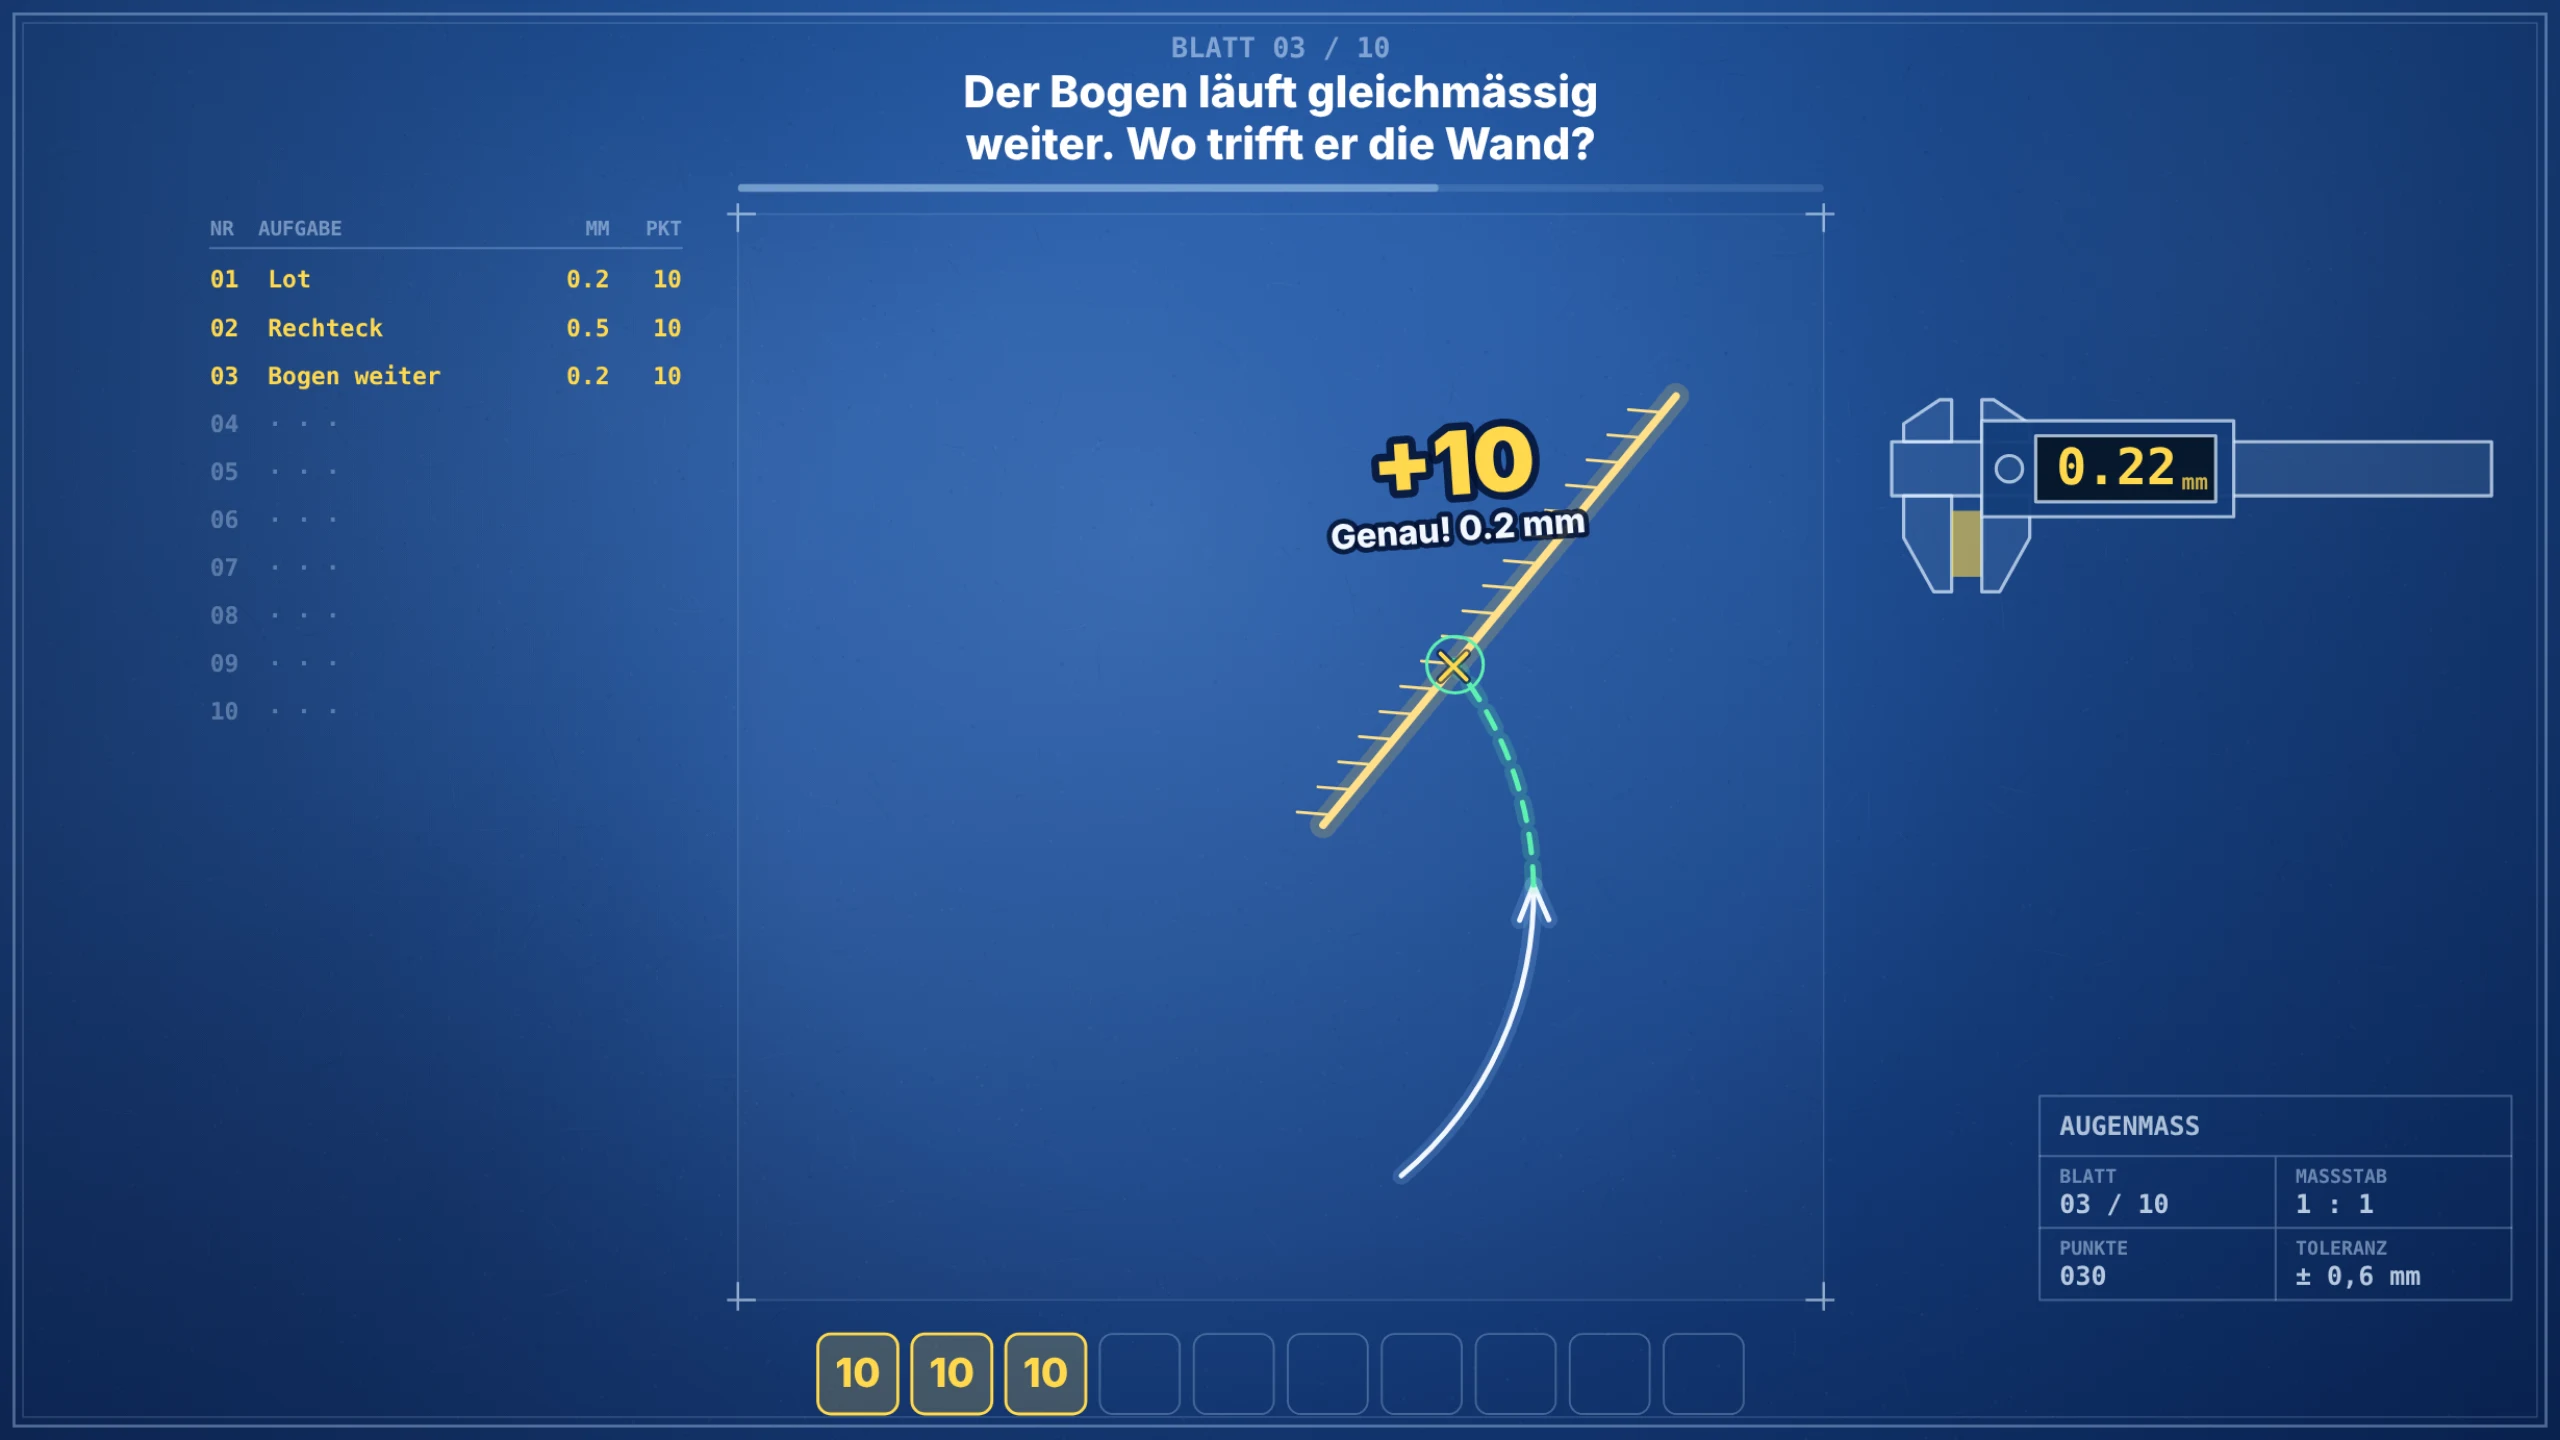 BLATT 03 / 10
Der Bogen läuft gleichmässig
weiter. Wo trifft er die Wand?
NR AUFGABE MM PKT
01 Lot 0.2 10
02 Rechteck 0.5 10
03 Bogen weiter 0.2 10
04 · · ·
05 · · ·
06 · · ·
07 · · ·
08 · · ·
09 · · ·
10 · · ·
+10
Genau! 0.2 mm
0.22 mm
AUGENMASS
BLATT MASSSTAB
03 / 10 1 : 1
PUNKTE TOLERANZ
030 ± 0,6 mm
10 10 10